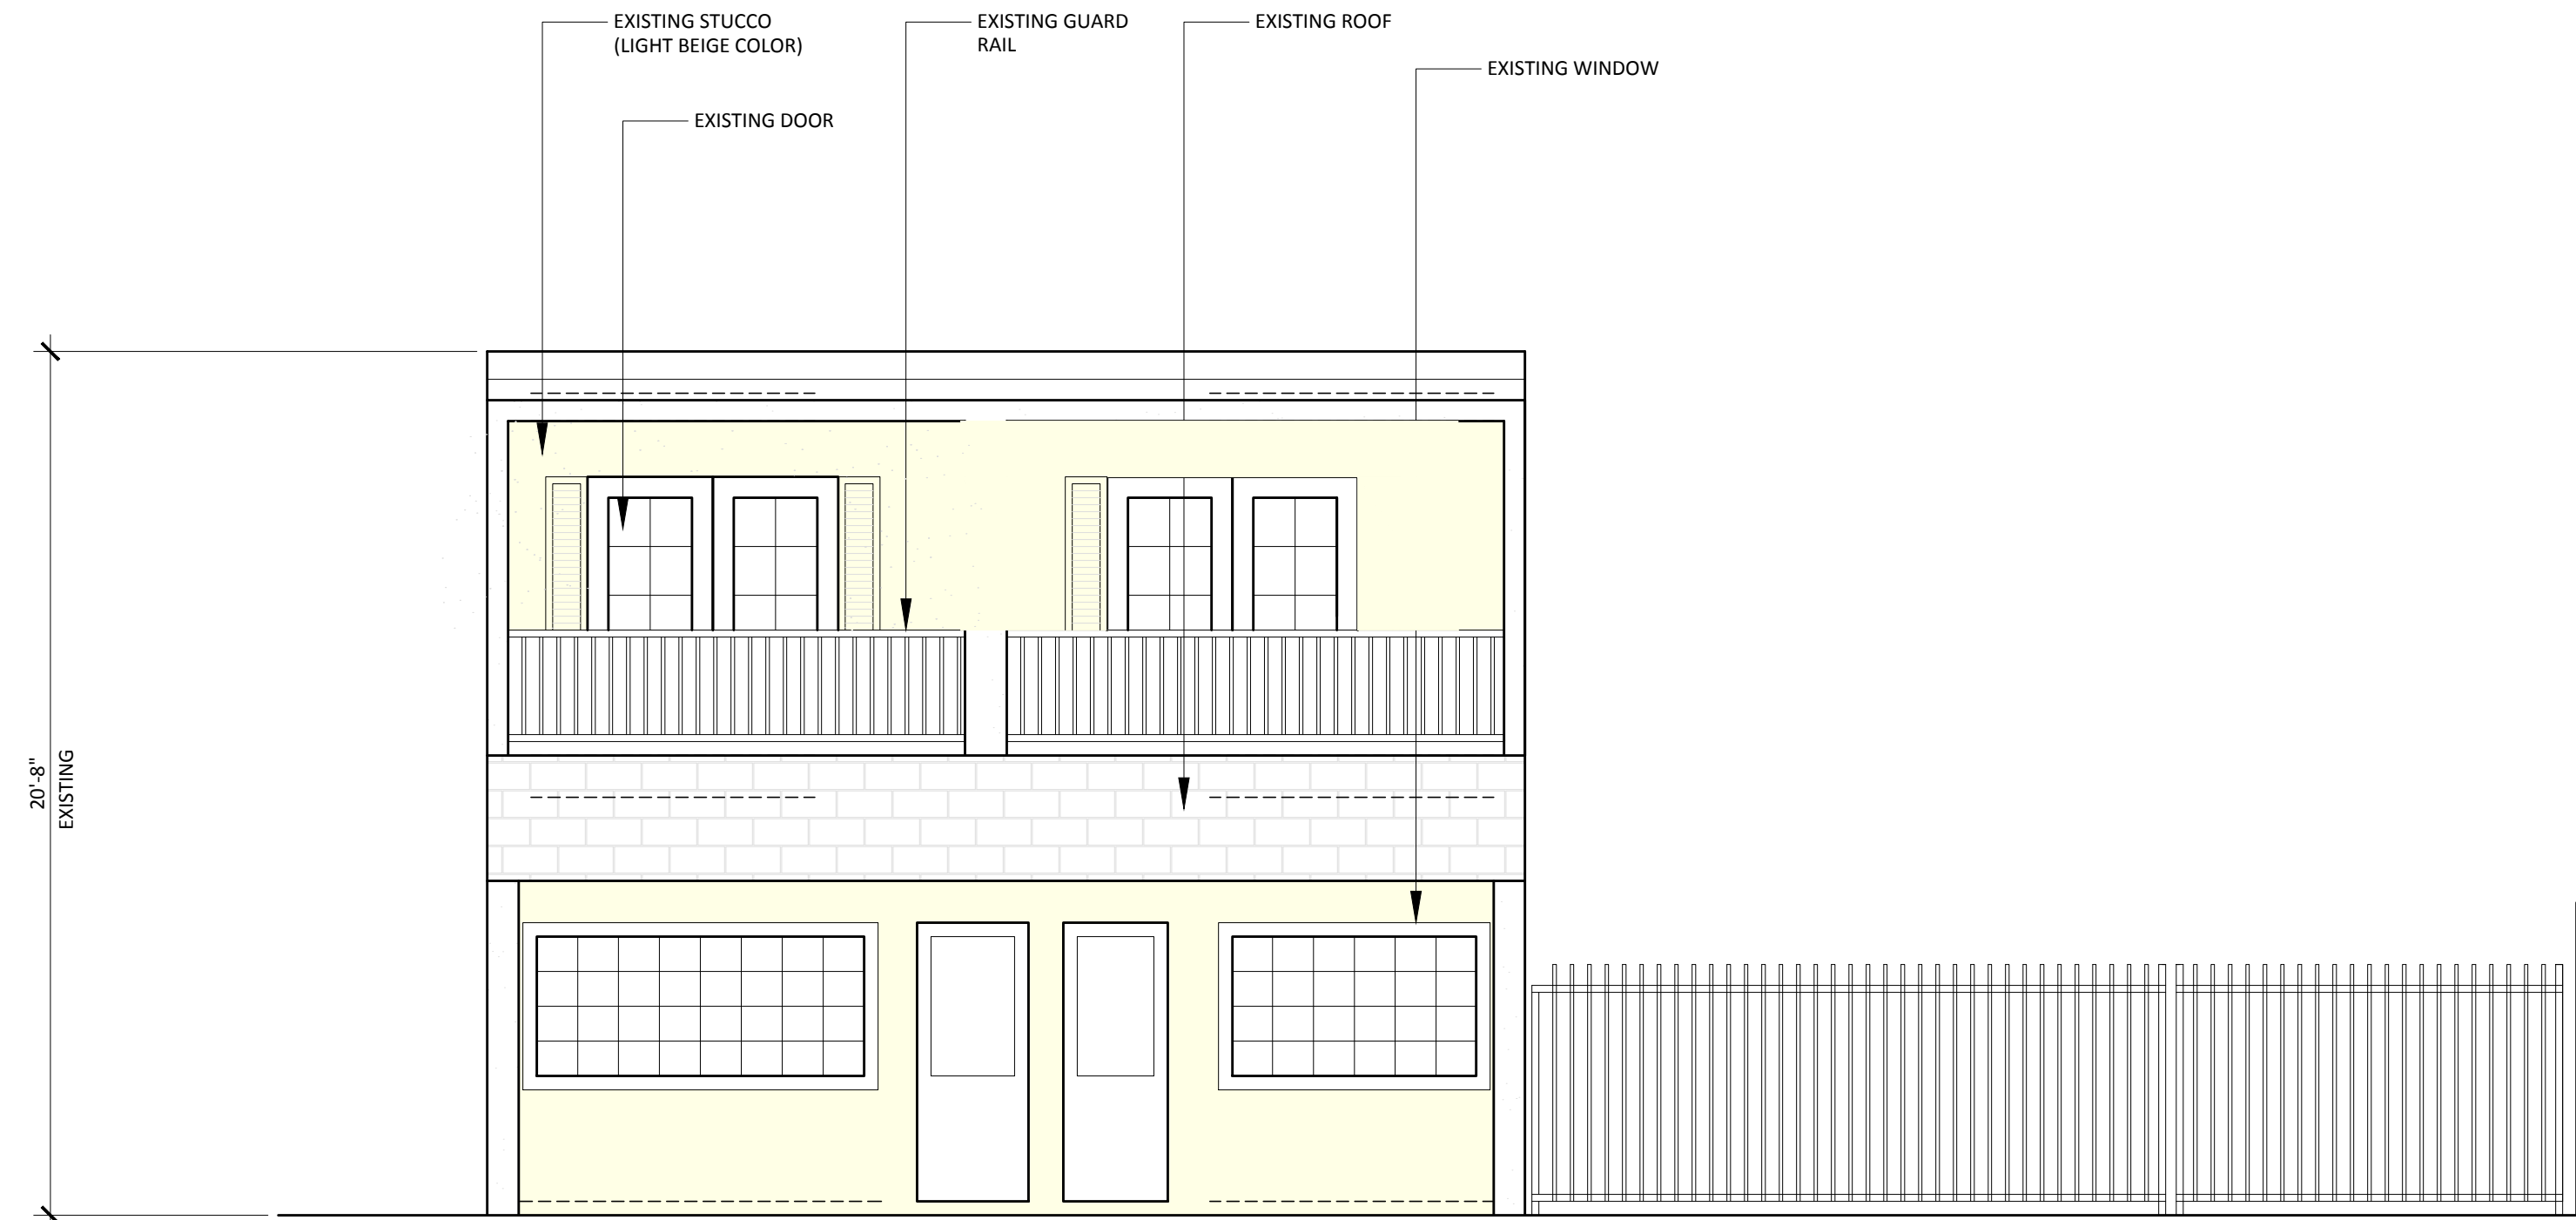 EXISTING STUCCO
(LIGHT BEIGE COLOR)
EXISTING GUARD
RAIL
EXISTING ROOF
EXISTING WINDOW
EXISTING DOOR
20'-8"
EXISTING